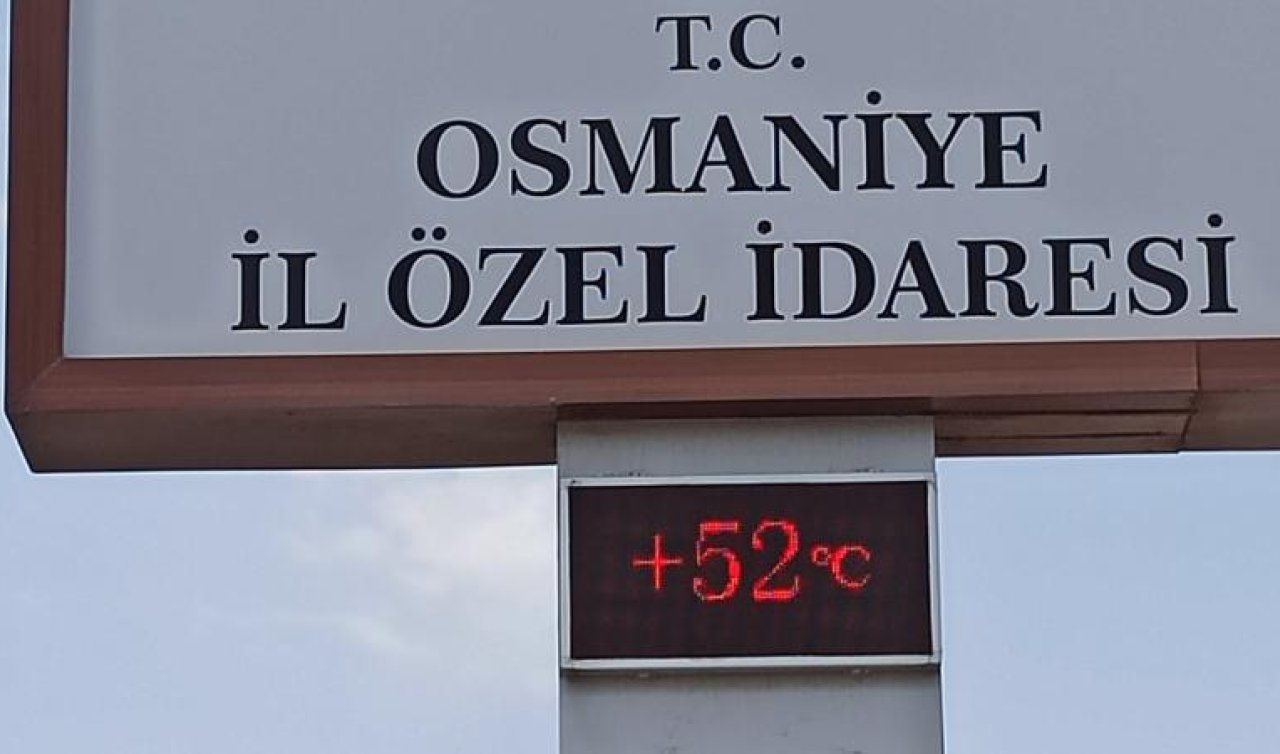 T.C.
OSMANİYE
İL ÖZEL İDARESİ
+52°C